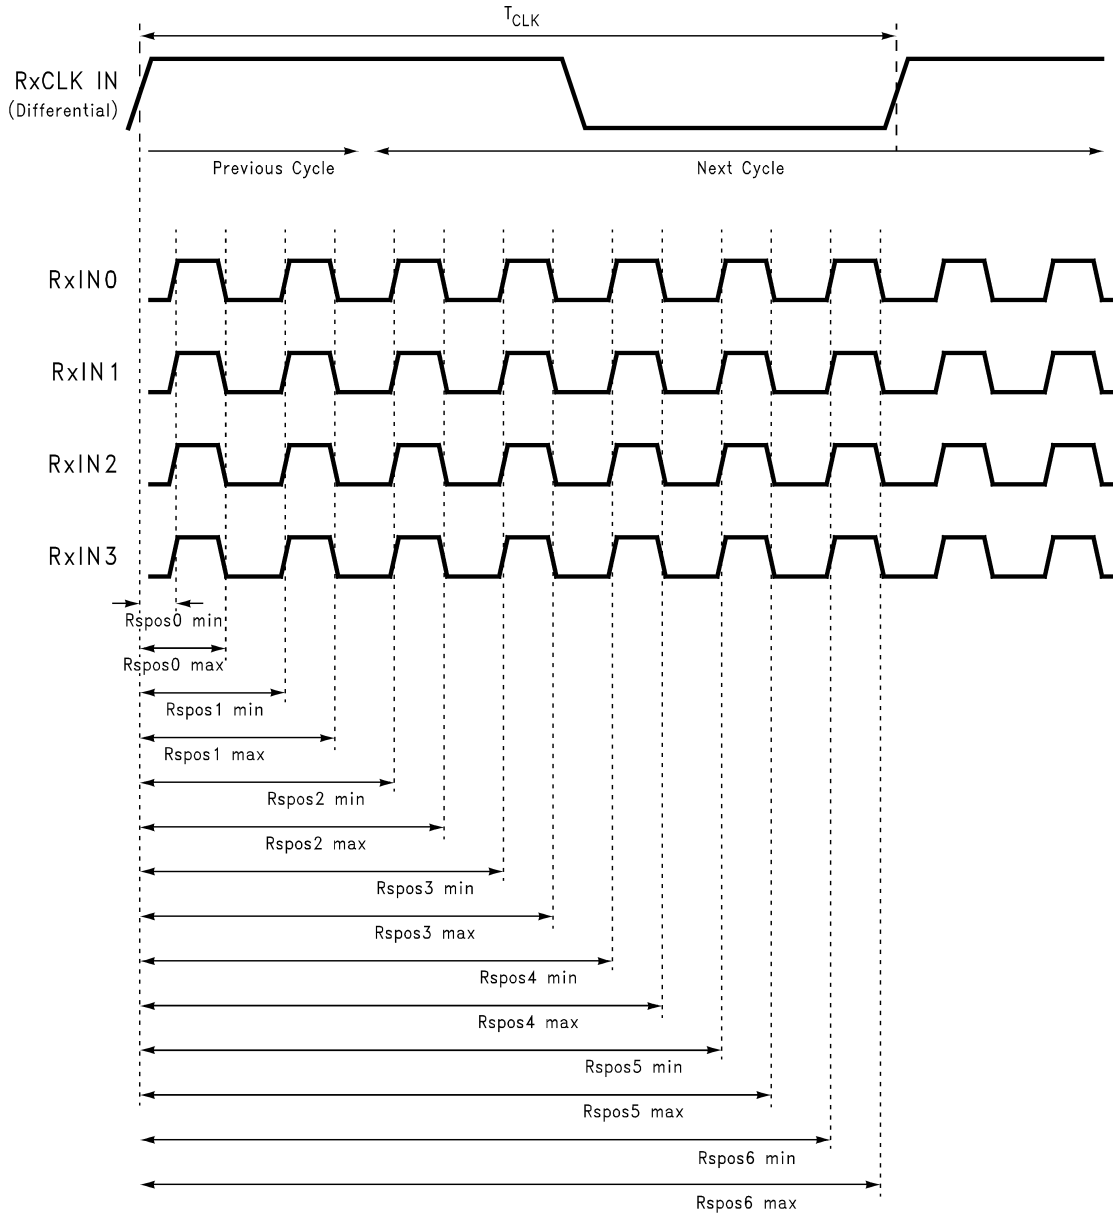 TCLK
RxCLK IN
(Differential)
Previous Cycle
Next Cycle
RxIN0
RxIN1
RxIN2
RxIN3
Rspos0 min
Rspos0 max
Rspos1 min
Rspos1 max
Rspos2 min
Rspos2 max
Rspos3 min
Rspos3 max
Rspos4 min
Rspos4 max
Rspos5 min
Rspos5 max
Rspos6 min
Rspos6 max